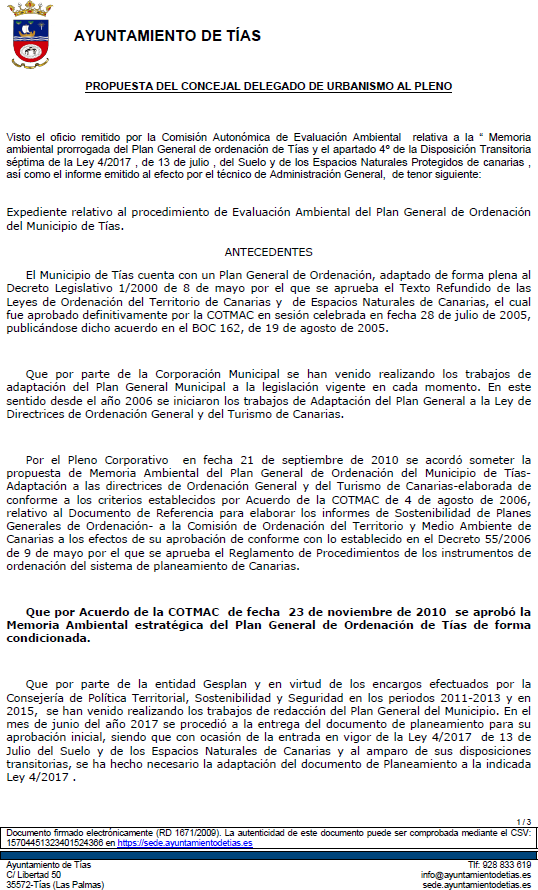 AYUNTAMIENTO DE TÍAS
PROPUESTA DEL CONCEJAL DELEGADO DE URBANISMO AL PLENO
Visto el oficio remitido por la Comisión Autonómica de Evaluación Ambiental relativa a la “ Memoria
ambiental prorrogada del Plan General de ordenación de Tías y el apartado 4º de la Disposición Transitoria
séptima de la Ley 4/2017 , de 13 de julio , del Suelo y de los Espacios Naturales Protegidos de canarias ,
así como el informe emitido al efecto por el técnico de Administración General, de tenor siguiente:
Expediente relativo al procedimiento de Evaluación Ambiental del Plan General de Ordenación
del Municipio de Tías.
ANTECEDENTES
El Municipio de Tías cuenta con un Plan General de Ordenación, adaptado de forma plena al
Decreto Legislativo 1/2000 de 8 de mayo por el que se aprueba el Texto Refundido de las
Leyes de Ordenación del Territorio de Canarias y de Espacios Naturales de Canarias, el cual
fue aprobado definitivamente por la COTMAC en sesión celebrada en fecha 28 de julio de 2005,
publicándose dicho acuerdo en el BOC 162, de 19 de agosto de 2005.
Que por parte de la Corporación Municipal se han venido realizando los trabajos de
adaptación del Plan General Municipal a la legislación vigente en cada momento. En este
sentido desde el año 2006 se iniciaron los trabajos de Adaptación del Plan General a la Ley de
Directrices de Ordenación General y del Turismo de Canarias.
Por el Pleno Corporativo en fecha 21 de septiembre de 2010 se acordó someter la
propuesta de Memoria Ambiental del Plan General de Ordenación del Municipio de Tías-
Adaptación a las directrices de Ordenación General y del Turismo de Canarias-elaborada de
conforme a los criterios establecidos por Acuerdo de la COTMAC de 4 de agosto de 2006,
relativo al Documento de Referencia para elaborar los informes de Sostenibilidad de Planes
Generales de Ordenación- a la Comisión de Ordenación del Territorio y Medio Ambiente de
Canarias a los efectos de su aprobación de conforme con lo establecido en el Decreto 55/2006
de 9 de mayo por el que se aprueba el Reglamento de Procedimientos de los instrumentos de
ordenación del sistema de planeamiento de Canarias.
Que por Acuerdo de la COTMAC de fecha 23 de noviembre de 2010 se aprobó la
Memoria Ambiental estratégica del Plan General de Ordenación de Tías de forma
condicionada.
Que por parte de la entidad Gesplan y en virtud de los encargos efectuados por la
Consejería de Política Territorial, Sostenibilidad y Seguridad en los periodos 2011-2013 y en
2015, se han venido realizando los trabajos de redacción del Plan General del Municipio. En el
mes de junio del año 2017 se procedió a la entrega del documento de planeamiento para su
aprobación inicial, siendo que con ocasión de la entrada en vigor de la Ley 4/2017 de 13 de
Julio del Suelo y de los Espacios Naturales de Canarias y al amparo de sus disposiciones
transitorias, se ha hecho necesario la adaptación del documento de Planeamiento a la indicada
Ley 4/2017 .
1 / 3
Documento firmado electrónicamente (RD 1671/2009). La autenticidad de este documento puede ser comprobada mediante el CSV:
15704451323401524366 en https://sede.ayuntamientodetias.es
Ayuntamiento de Tías Tlf: 928 833 619
C/ Libertad 50 info@ayuntamientodetias.es
35572-Tías (Las Palmas) sede.ayuntamientodetias.es